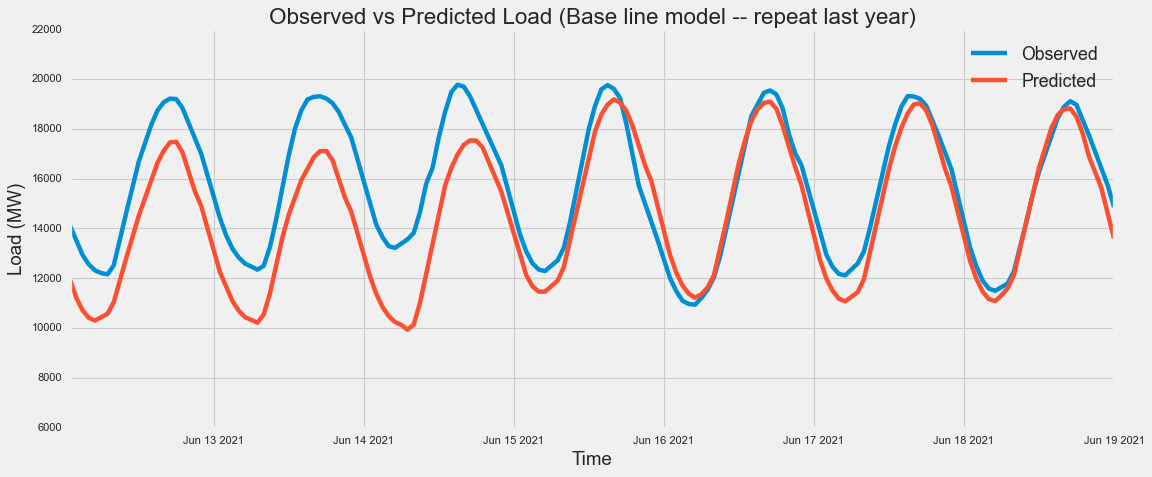 Observed vs Predicted Load (Base line model -- repeat last year)
22000
20000
18000
16000
14000
12000
10000
8000
6000
Load (MW)
Observed
Predicted
Jun 13 2021
Jun 14 2021
Jun 15 2021
Jun 16 2021
Jun 17 2021
Jun 18 2021
Jun 19 2021
Time